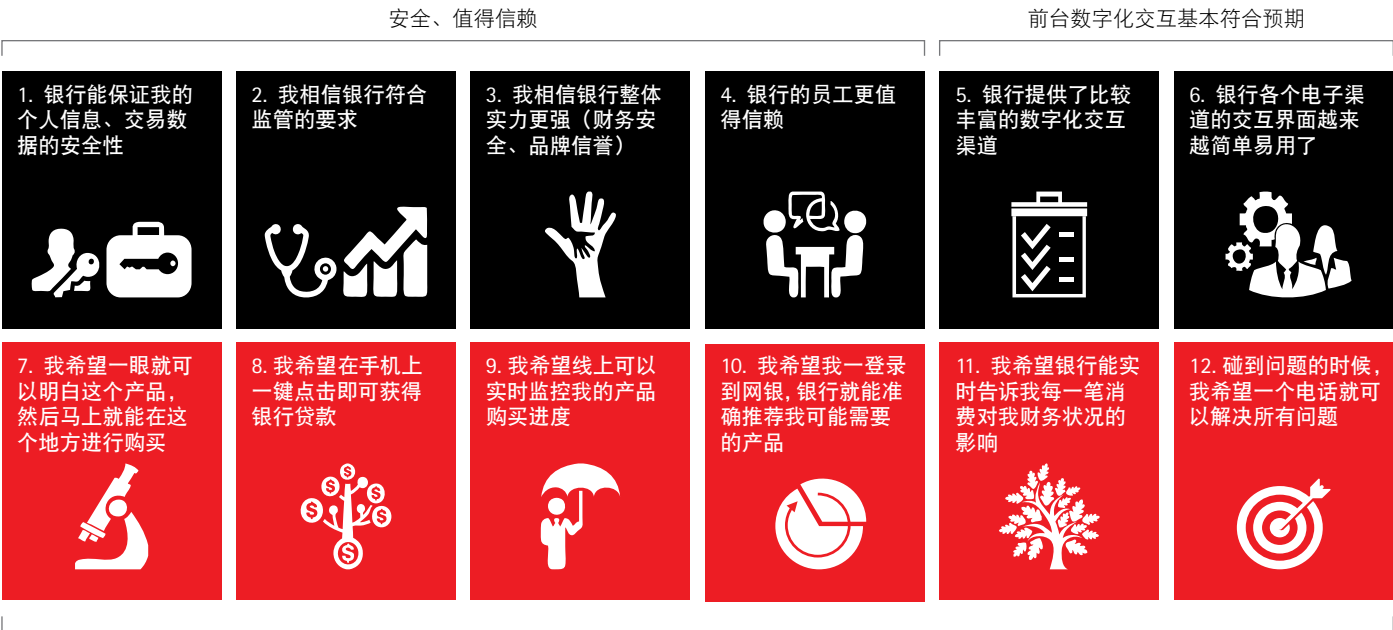 安全、值得信赖
前台数字化交互基本符合预期
1. 银行能保证我的
个人信息、交易数
据的安全性
2. 我相信银行符合
监管的要求
3. 我相信银行整体
实力更强（财务安
全、品牌信誉）
4. 银行的员工更值
得信赖
5. 银行提供了比较
丰富的数字化交互
渠道
6. 银行各个电子渠
道的交互界面越来
越简单易用了
7. 我希望一眼就可
以明白这个产品，
然后马上就能在这
个地方进行购买
8. 我希望在手机上
一键点击即可获得
银行贷款
9. 我希望线上可以
实时监控我的产品
购买进度
10. 我希望我一登录
到网银，银行就能准
确推荐我可能需要
的产品
11. 我希望银行能实
时告诉我每一笔消
费对我财务状况的
影响
12. 碰到问题的时候，
我希望一个电话就可
以解决所有问题